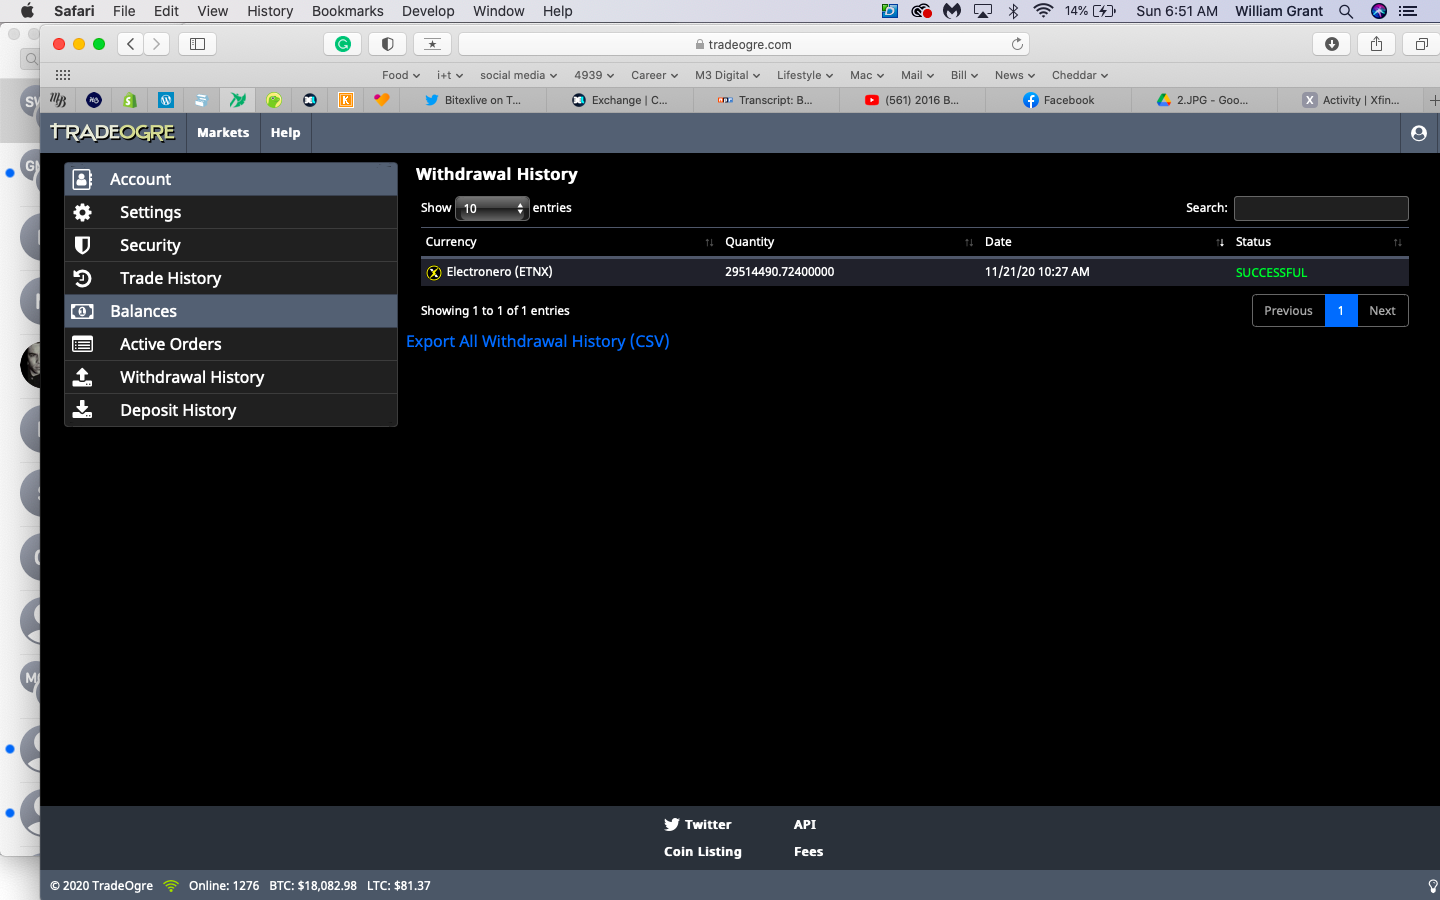 Safari File Edit View History Bookmarks Develop Window Help 14% Sun 6:51 AM William Grant
tradeogre.com
Food i+t social media 4939 Career M3 Digital Lifestyle Mac Mail Bill News Cheddar
Bitexlive on T... Exchange | C... Transcript: B... (561) 2016 B... Facebook 2.JPG - Goo... X Activity | Xfin...
TRADEOGRE Markets Help
Account
Settings
Security
Trade History
Balances
Active Orders
Withdrawal History
Deposit History
Withdrawal History
Show 10 entries Search:
Currency Quantity Date Status
Electronero (ETNX) 29514490.72400000 11/21/20 10:27 AM SUCCESSFUL
Showing 1 to 1 of 1 entries Previous 1 Next
Export All Withdrawal History (CSV)
Twitter API
Coin Listing Fees
© 2020 TradeOgre Online: 1276 BTC: $18,082.98 LTC: $81.37